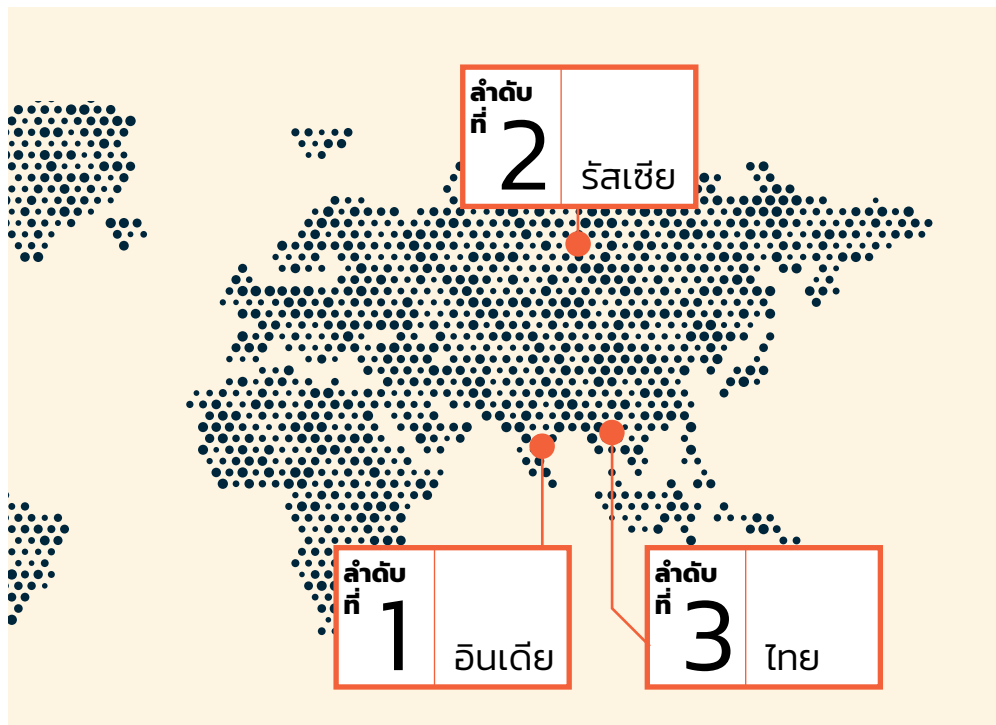 ลำดับ
ที่ 2
รัสเซีย
ลำดับ
ที่ 1
อินเดีย
ลำดับ
ที่ 3
ไทย